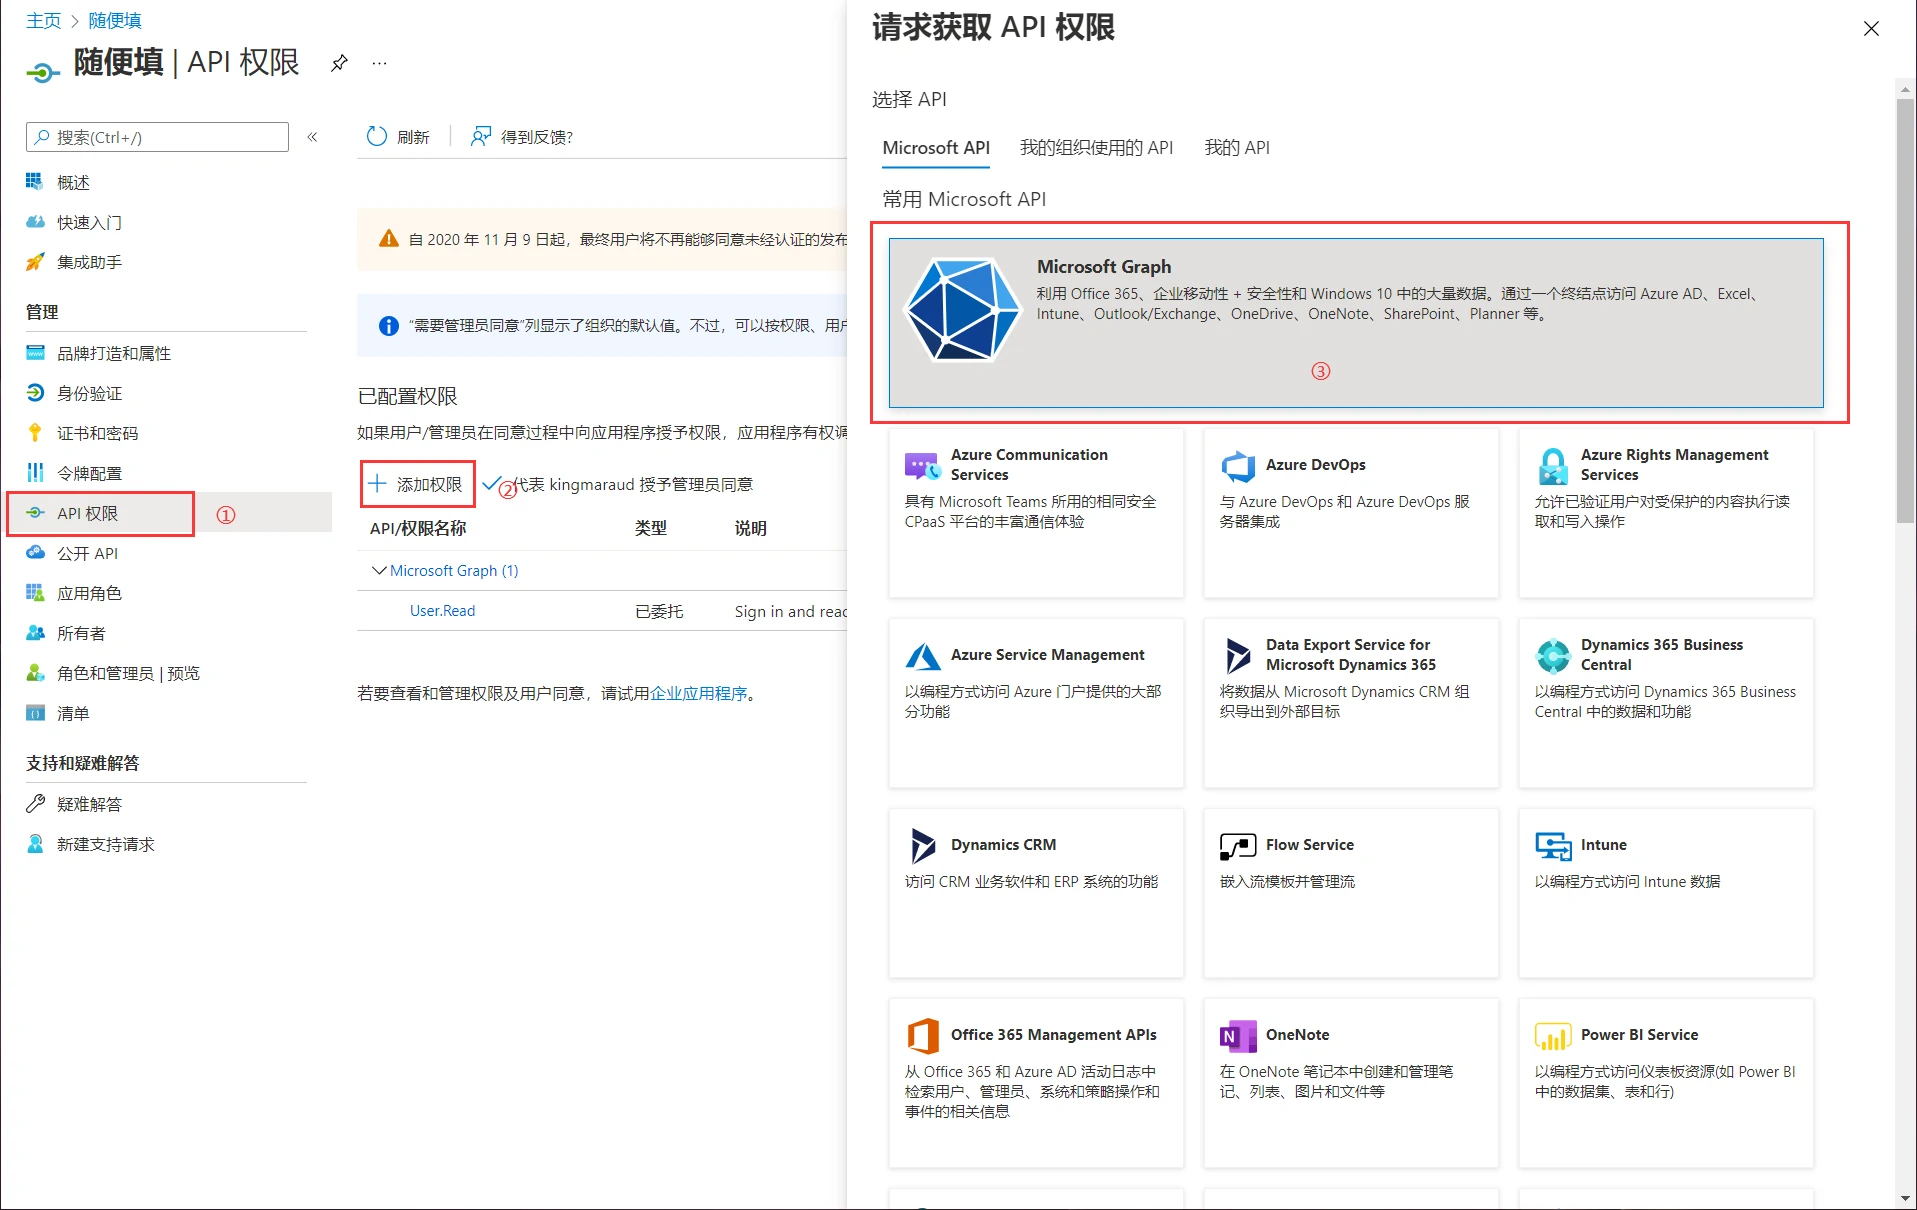 主页 > 随便填
随便填 | API 权限
搜索(Ctrl+/)
概述
快速入门
集成助手
管理
品牌打造和属性
身份验证
证书和密码
令牌配置
API 权限 ①
公开 API
应用角色
所有者
角色和管理员 | 预览
清单
支持和疑难解答
疑难解答
新建支持请求
刷新
得到反馈?
自 2020 年 11 月 9 日起，最终用户将不再能够同意未经认证的发布
“需要管理员同意”列显示了组织的默认值。不过，可以按权限、用户
已配置权限
如果用户/管理员在同意过程中向应用程序授予权限，应用程序有权调
添加权限 ② 代表 kingmaraud 授予管理员同意
API/权限名称 类型 说明
Microsoft Graph (1)
User.Read 已委托 Sign in and read
若要查看和管理权限及用户同意，请试用企业应用程序。
请求获取 API 权限
选择 API
Microsoft API 我的组织使用的 API 我的 API
常用 Microsoft API
Microsoft Graph
利用 Office 365、企业移动性 + 安全性和 Windows 10 中的大量数据。通过一个终结点访问 Azure AD、Excel、
Intune、Outlook/Exchange、OneDrive、OneNote、SharePoint、Planner 等。
③
Azure Communication
Services
具有 Microsoft Teams 所用的相同安全
CPaaS 平台的丰富通信体验
Azure DevOps
与 Azure DevOps 和 Azure DevOps 服
务器集成
Azure Rights Management
Services
允许已验证用户对受保护的内容执行读
取和写入操作
Azure Service Management
以编程方式访问 Azure 门户提供的大部
分功能
Data Export Service for
Microsoft Dynamics 365
将数据从 Microsoft Dynamics CRM 组
织导出到外部目标
Dynamics 365 Business
Central
以编程方式访问 Dynamics 365 Business
Central 中的数据和功能
Dynamics CRM
访问 CRM 业务软件和 ERP 系统的功能
Flow Service
嵌入流模板并管理流
Intune
以编程方式访问 Intune 数据
Office 365 Management APIs
从 Office 365 和 Azure AD 活动日志中
检索用户、管理员、系统和策略操作和
事件的相关信息
OneNote
在 OneNote 笔记本中创建和管理笔
记、列表、图片和文件等
Power BI Service
以编程方式访问仪表板资源(如 Power BI
中的数据集、表和行)